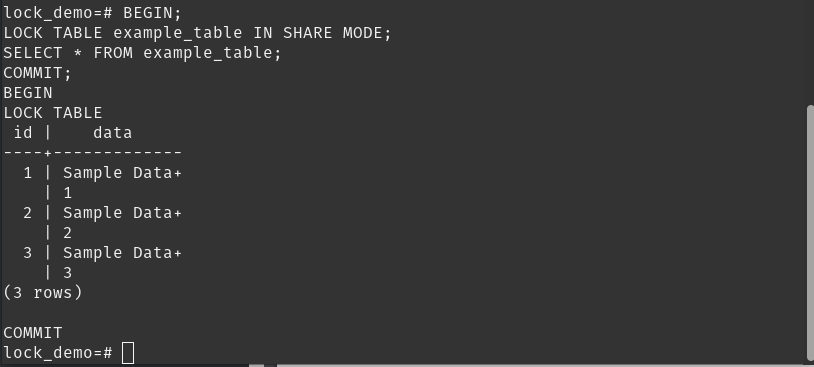 lock_demo=# BEGIN;
LOCK TABLE example_table IN SHARE MODE;
SELECT * FROM example_table;
COMMIT;
BEGIN
LOCK TABLE
 id |    data
----+-------------
  1 | Sample Data+
    | 1
  2 | Sample Data+
    | 2
  3 | Sample Data+
    | 3
(3 rows)

COMMIT
lock_demo=#